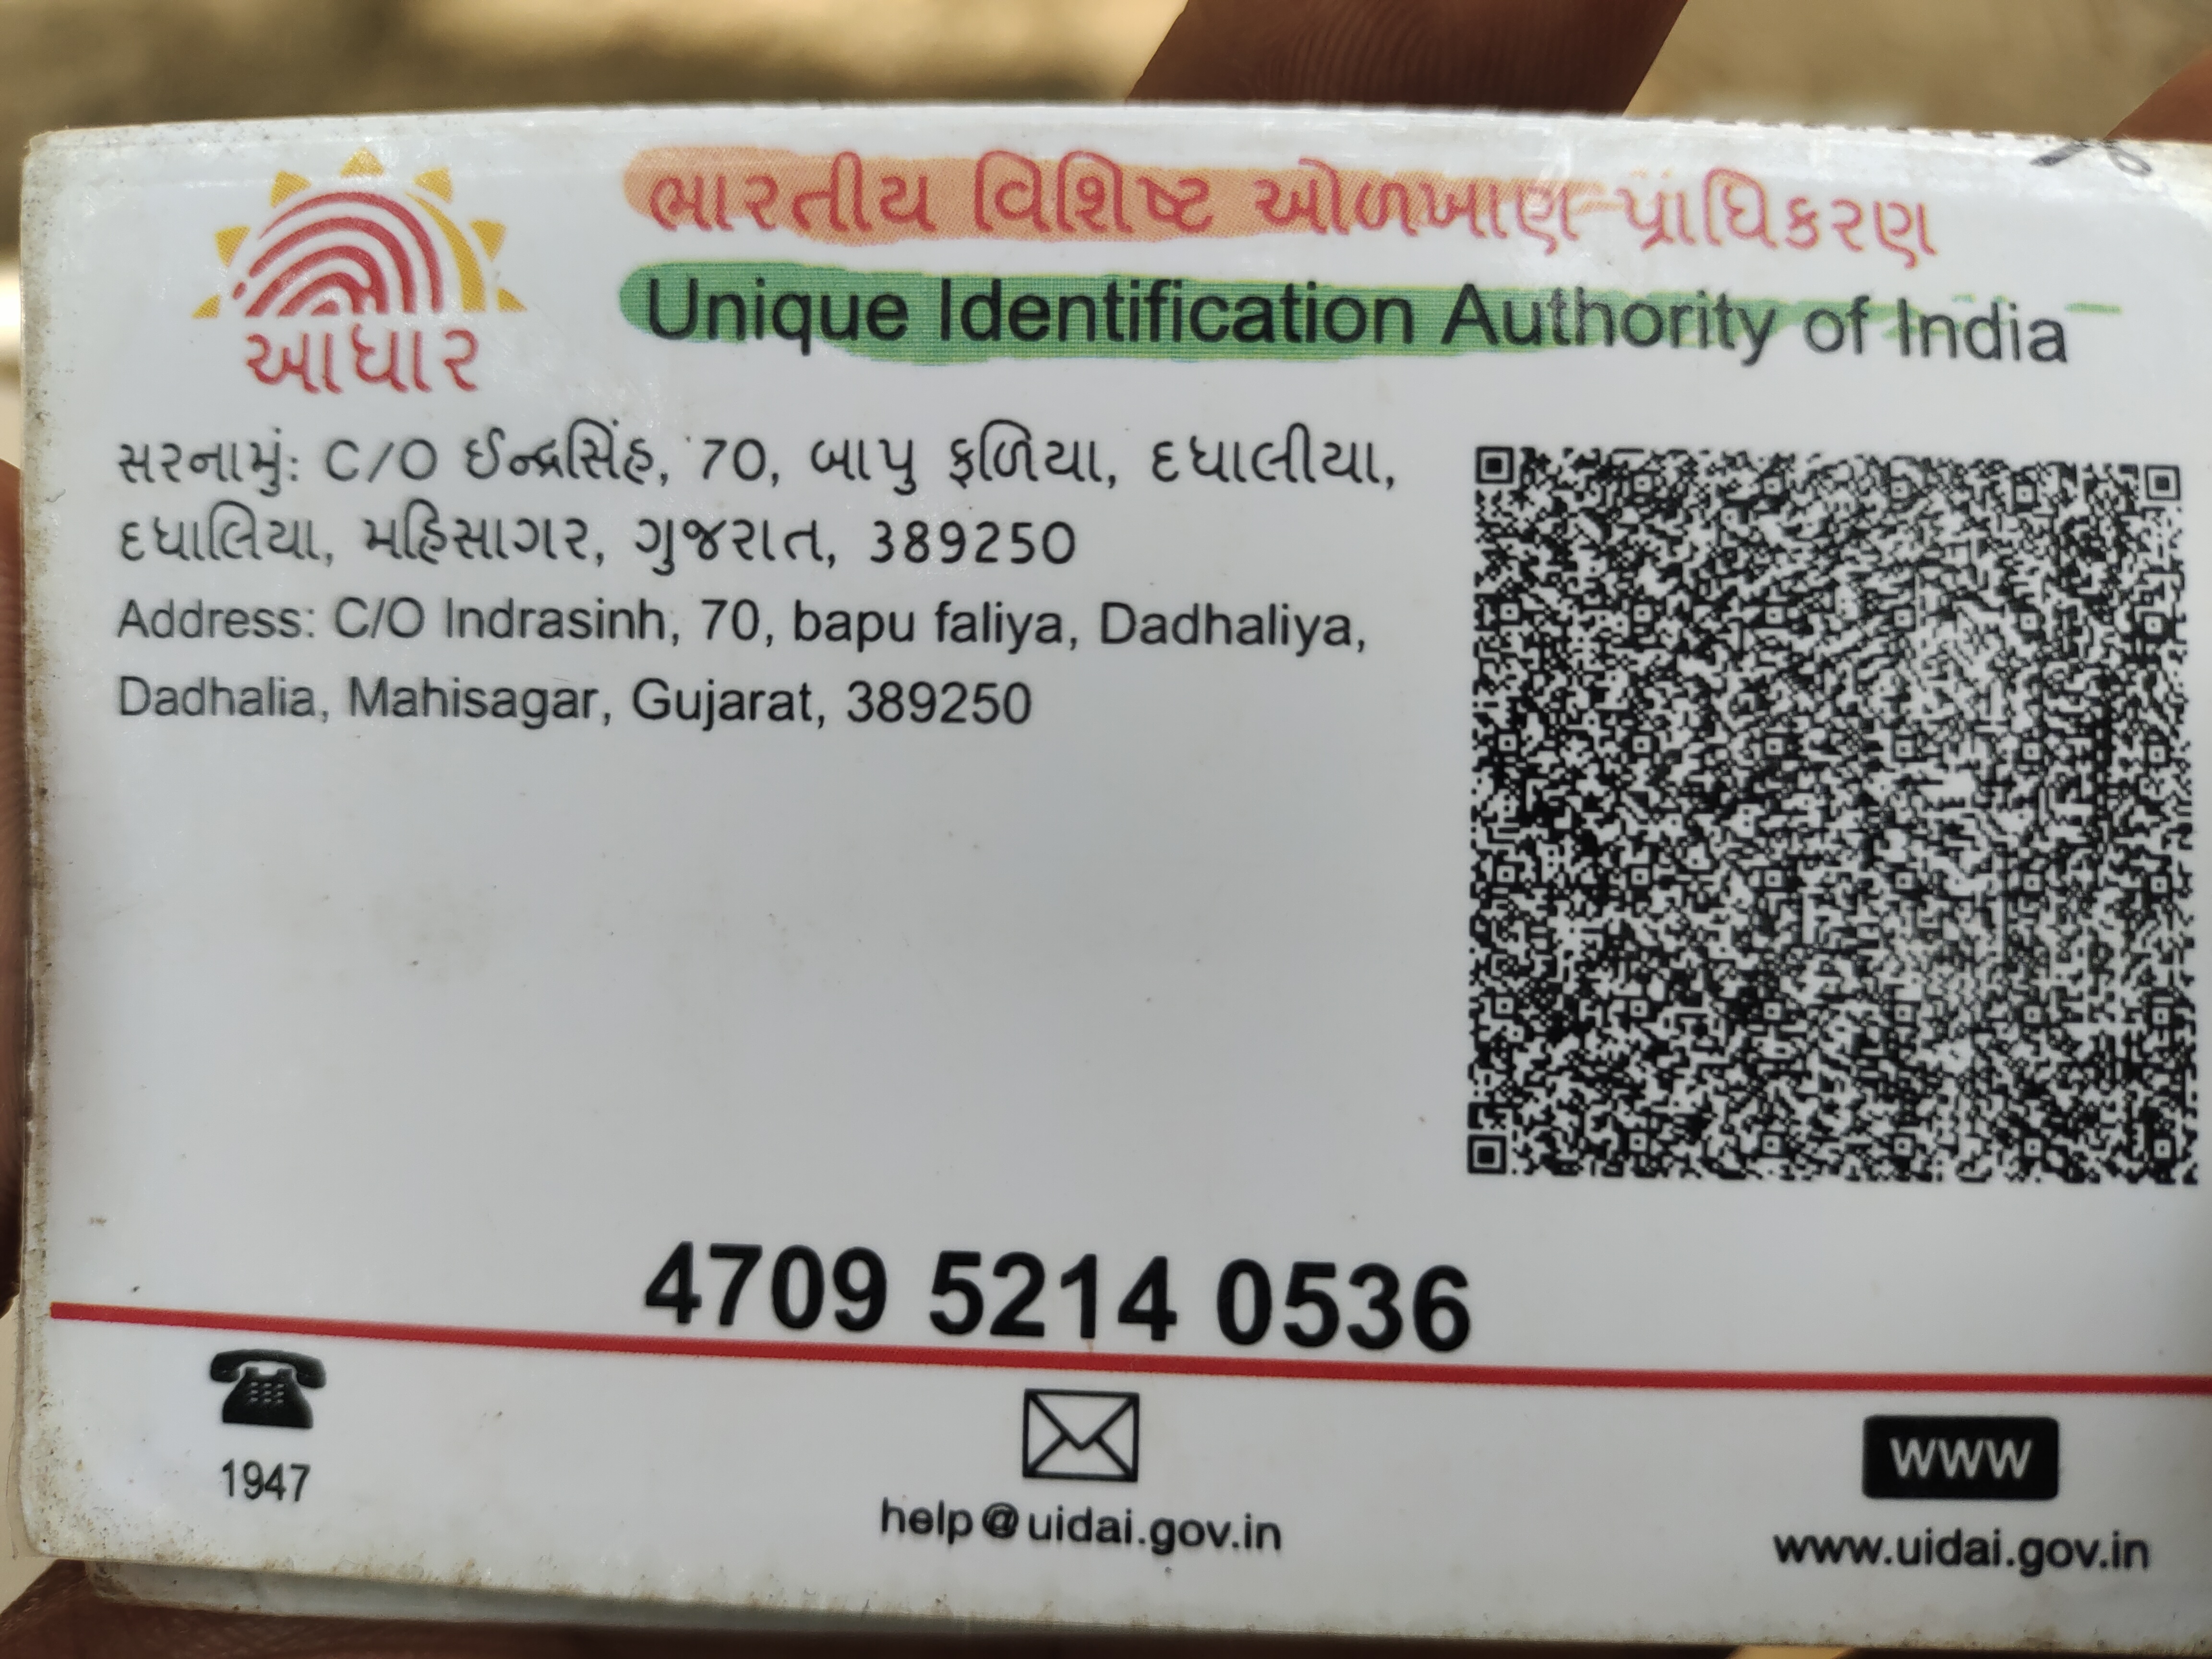 ભારતીય વિશિષ્ટ ઓળખાણ પ્રાધિકરણ
Unique Identification Authority of India
આધાર
સરનામું: C/O ઈન્દ્રસિંહ, 70, બાપુ ફળિયા, દધાલીયા,
દધાલિયા, મહિસાગર, ગુજરાત, 389250
Address: C/O Indrasinh, 70, bapu faliya, Dadhaliya,
Dadhalia, Mahisagar, Gujarat, 389250
4709 5214 0536
1947
help@uidai.gov.in
www
www.uidai.gov.in